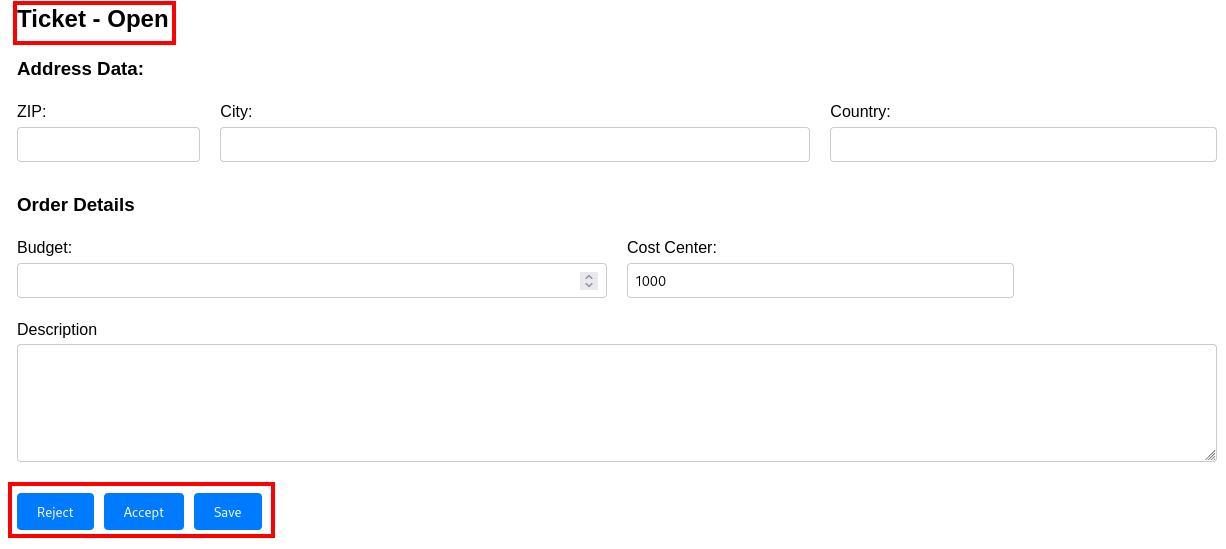 Ticket - Open
Address Data:
ZIP: City: Country:
Order Details
Budget: Cost Center:
1000
Description
Reject Accept Save